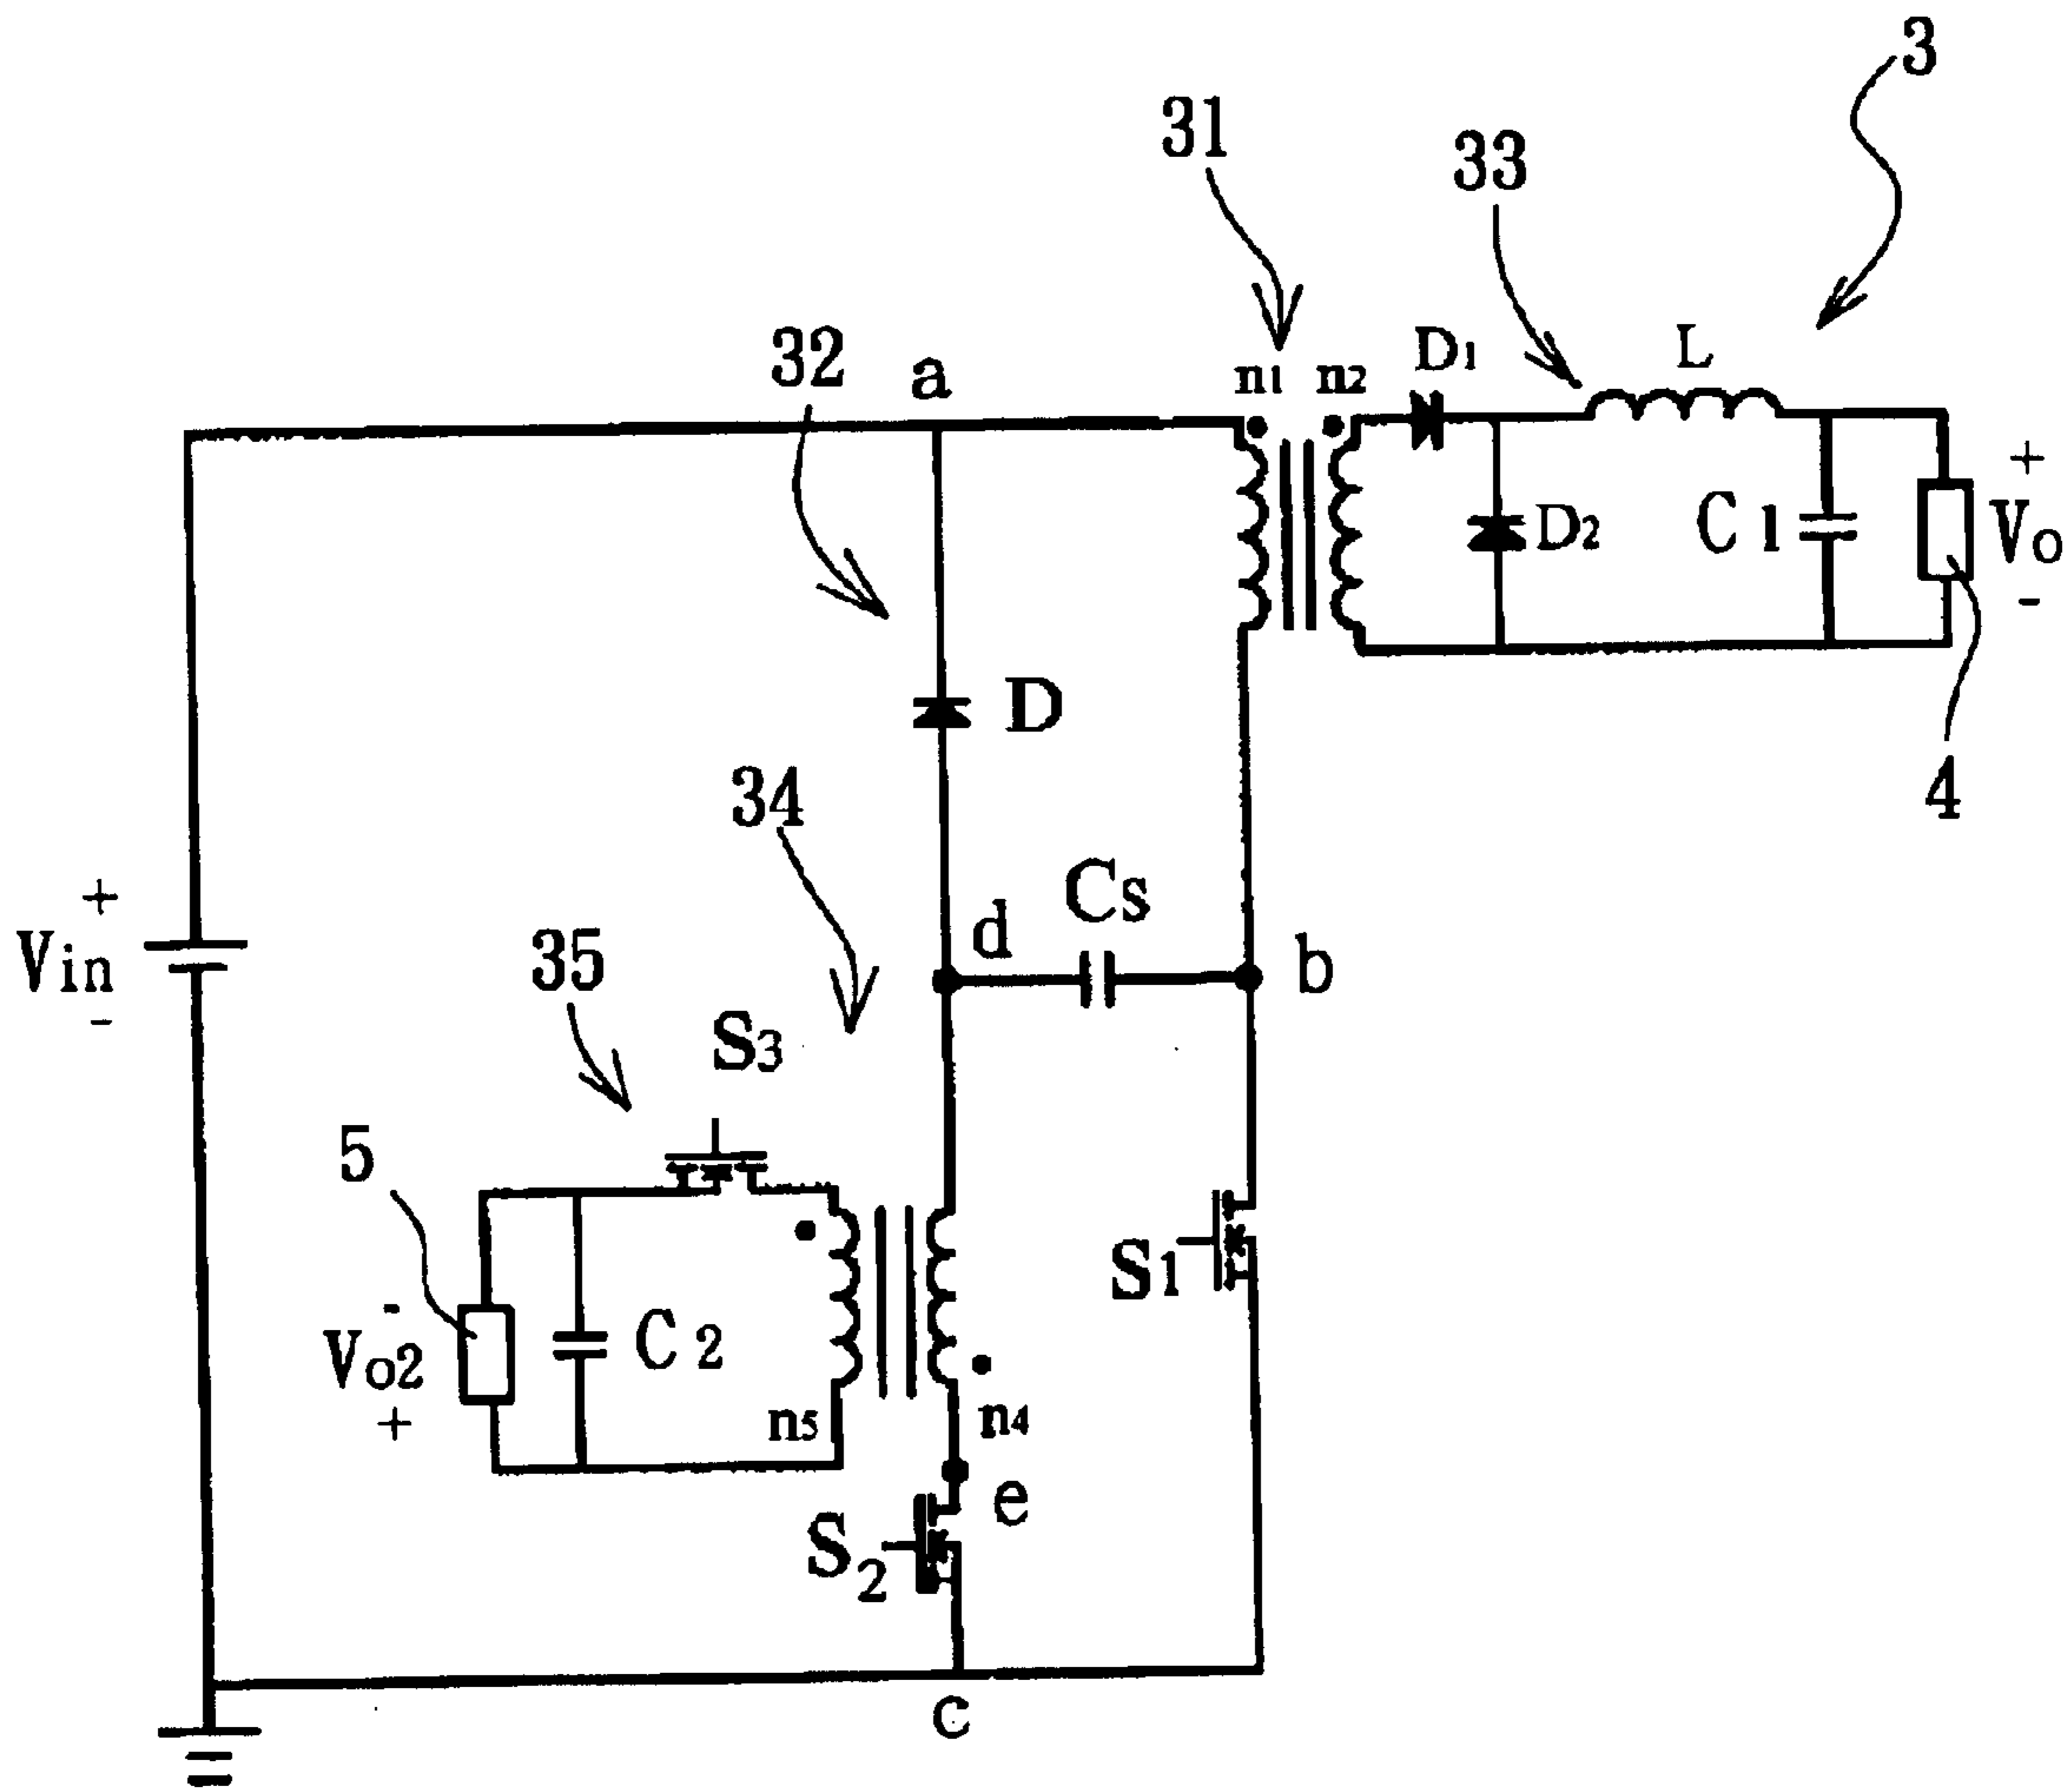 3
31
33
32
a
n1 n2
D1
L
+
D2
C1
Vo
-
D
4
34
Cs
+
d
b
35
Vin
-
S3
5
S1
-
C2
Vo2
+
n5
n4
e
S2
c